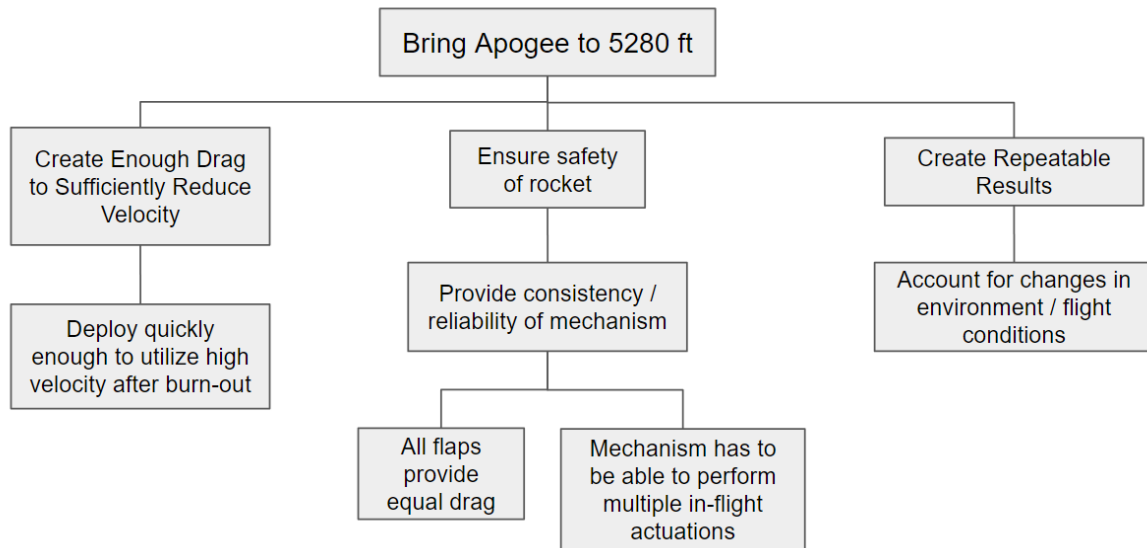 Bring Apogee to 5280 ft
Create Enough Drag
to Sufficiently Reduce
Velocity
Ensure safety
of rocket
Create Repeatable
Results
Deploy quickly
enough to utilize high
velocity after burn-out
Provide consistency /
reliability of mechanism
Account for changes in
environment / flight
conditions
All flaps
provide
equal drag
Mechanism has to
be able to perform
multiple in-flight
actuations